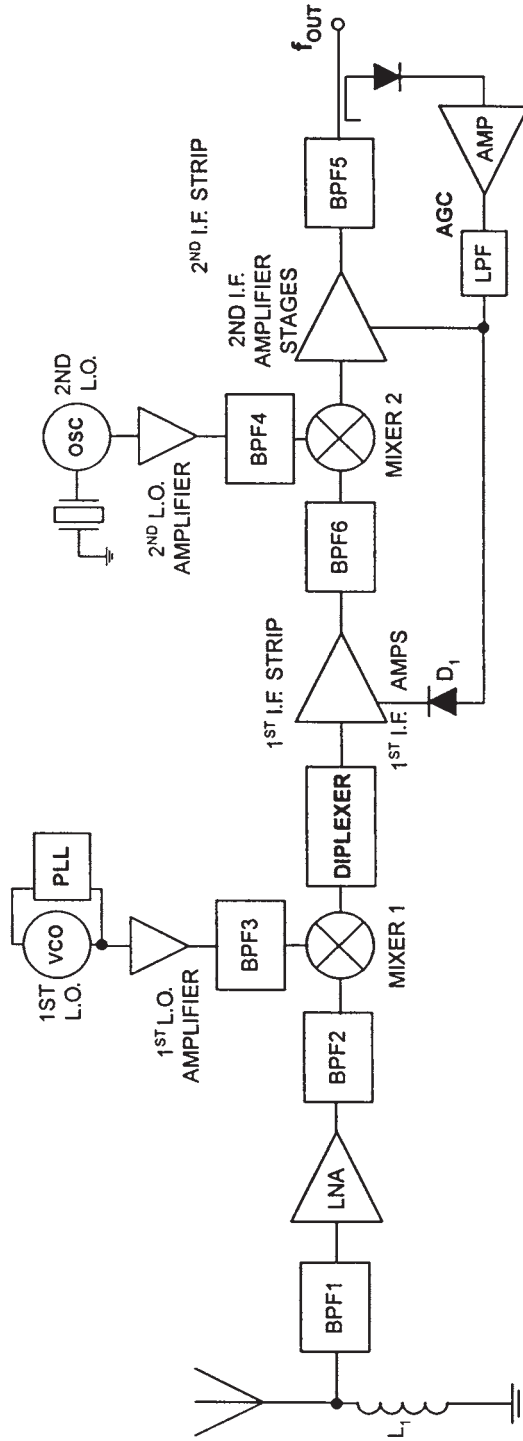 L1
BPF1
LNA
BPF2
MIXER 1
BPF3
1ST L.O.
AMPLIFIER
1ST
L.O.
VCO
PLL
DIPLEXER
1ST I.F. STRIP
1ST I.F. AMPS
D1
BPF6
MIXER 2
BPF4
2ND L.O.
AMPLIFIER
OSC
2ND
L.O.
2ND I.F.
AMPLIFIER
STAGES
2ND I.F. STRIP
BPF5
fOUT
AGC
LPF
AMP